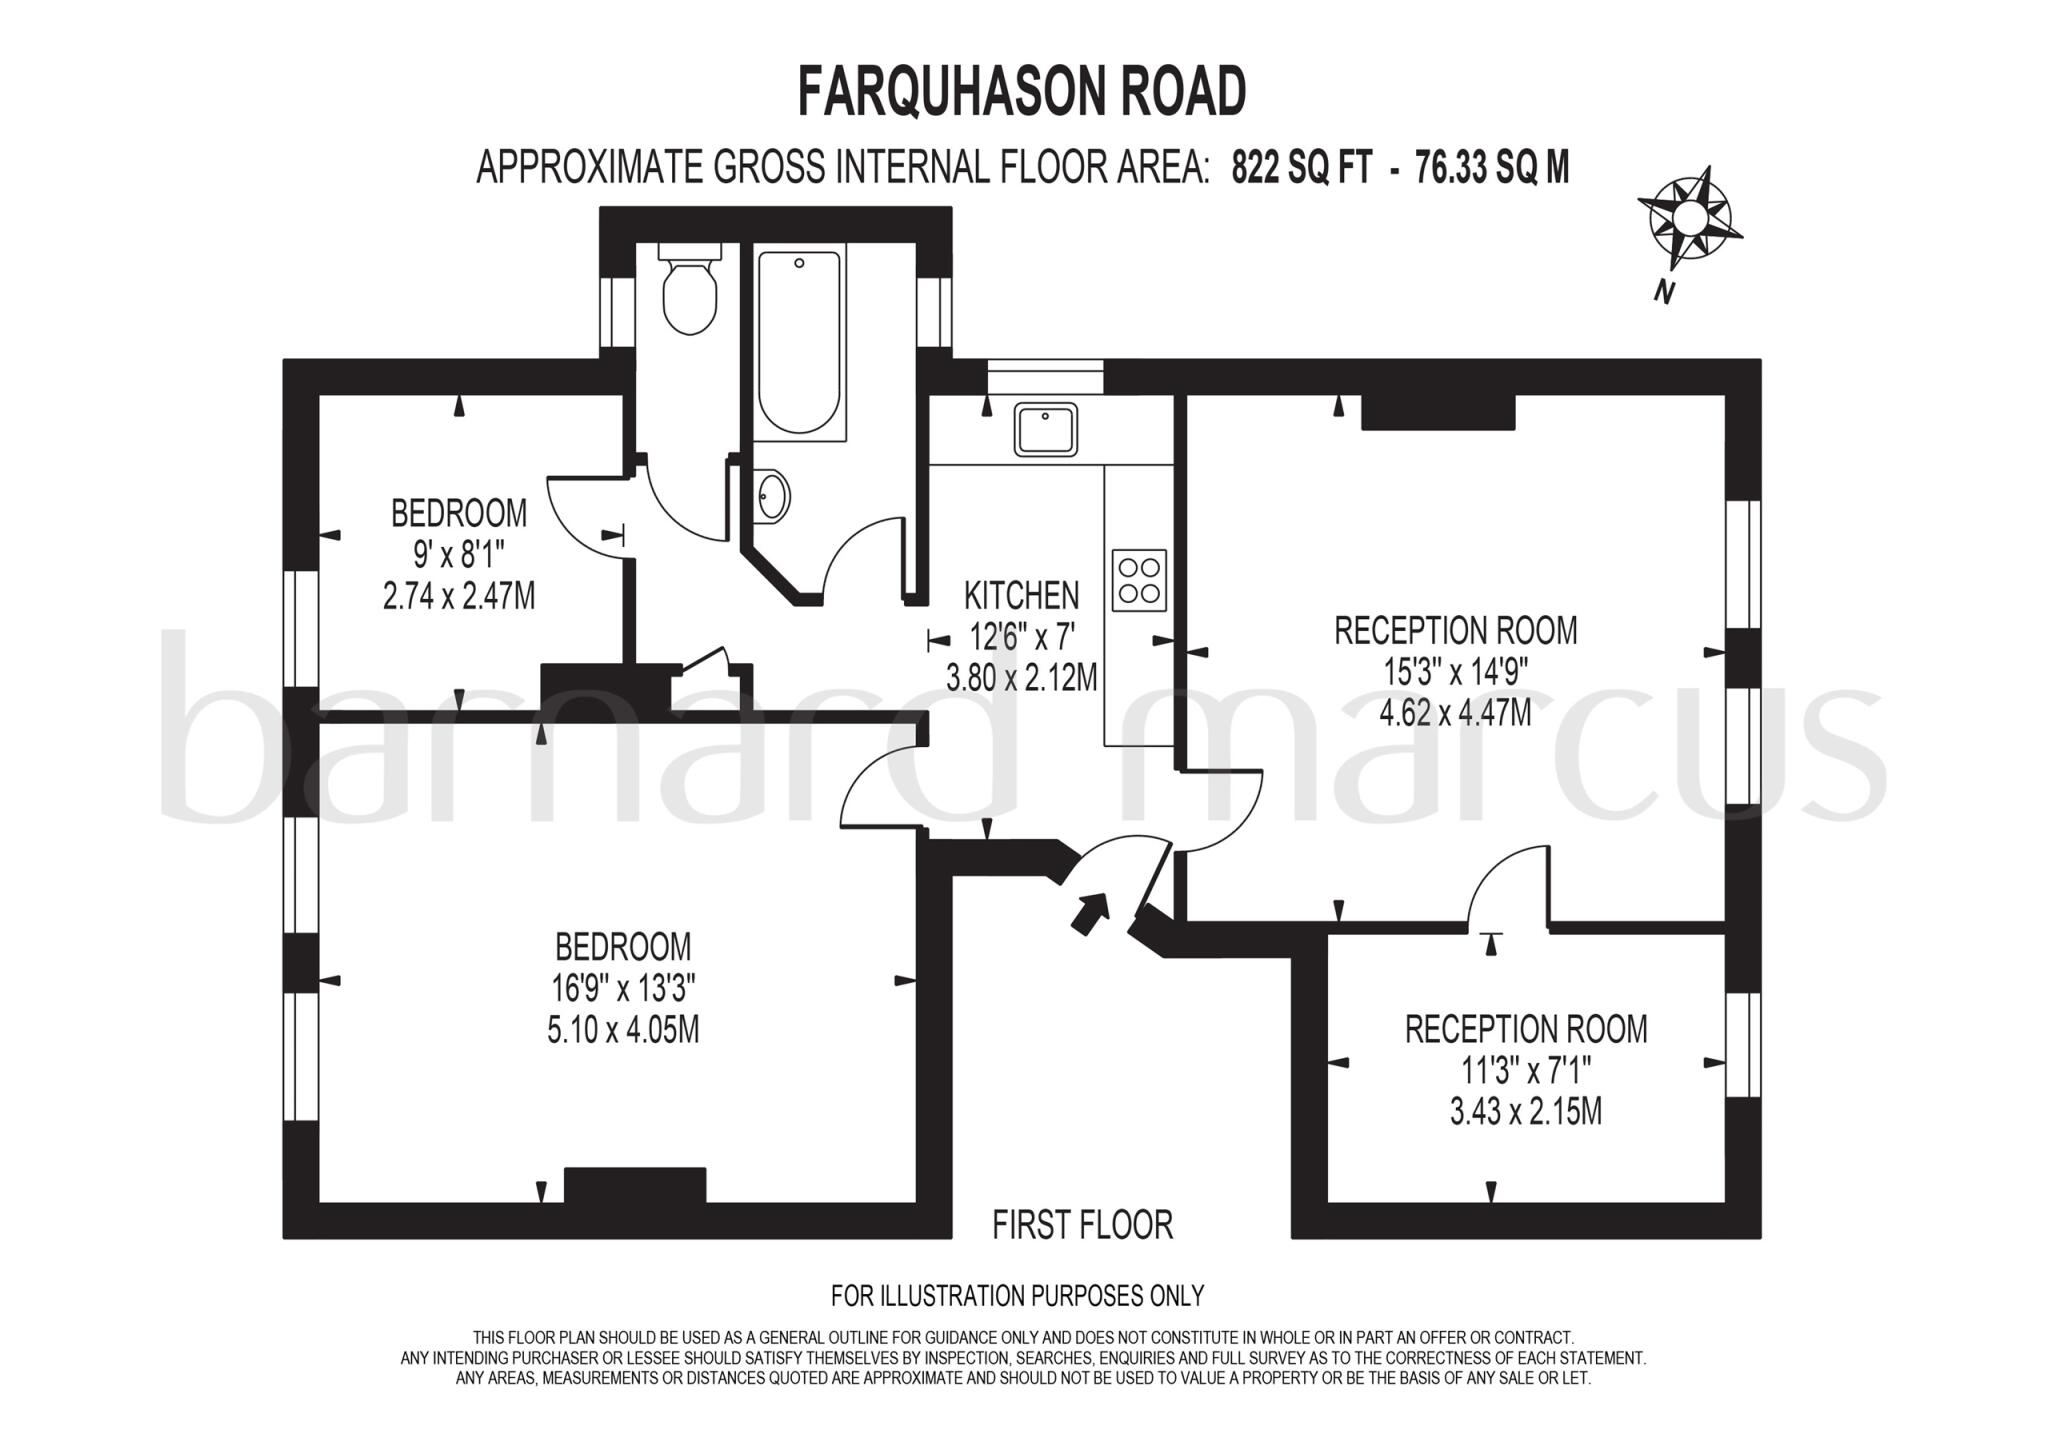 FARQUHASON ROAD
APPROXIMATE GROSS INTERNAL FLOOR AREA: 822 SQ FT - 76.33 SQ M
N
BEDROOM
9' x 8'1"
2.74 x 2.47M
KITCHEN
12'6" x 7'
3.80 x 2.12M
RECEPTION ROOM
15'3" x 14'9"
4.62 x 4.47M
barnard marcus
BEDROOM
16'9" x 13'3"
5.10 x 4.05M
RECEPTION ROOM
11'3" x 7'1"
3.43 x 2.15M
FIRST FLOOR
FOR ILLUSTRATION PURPOSES ONLY
THIS FLOOR PLAN SHOULD BE USED AS A GENERAL OUTLINE FOR GUIDANCE ONLY AND DOES NOT CONSTITUTE IN WHOLE OR IN PART AN OFFER OR CONTRACT.
ANY INTENDING PURCHASER OR LESSEE SHOULD SATISFY THEMSELVES BY INSPECTION, SEARCHES, ENQUIRIES AND FULL SURVEY AS TO THE CORRECTNESS OF EACH STATEMENT.
ANY AREAS, MEASUREMENTS OR DISTANCES QUOTED ARE APPROXIMATE AND SHOULD NOT BE USED TO VALUE A PROPERTY OR BE THE BASIS OF ANY SALE OR LET.